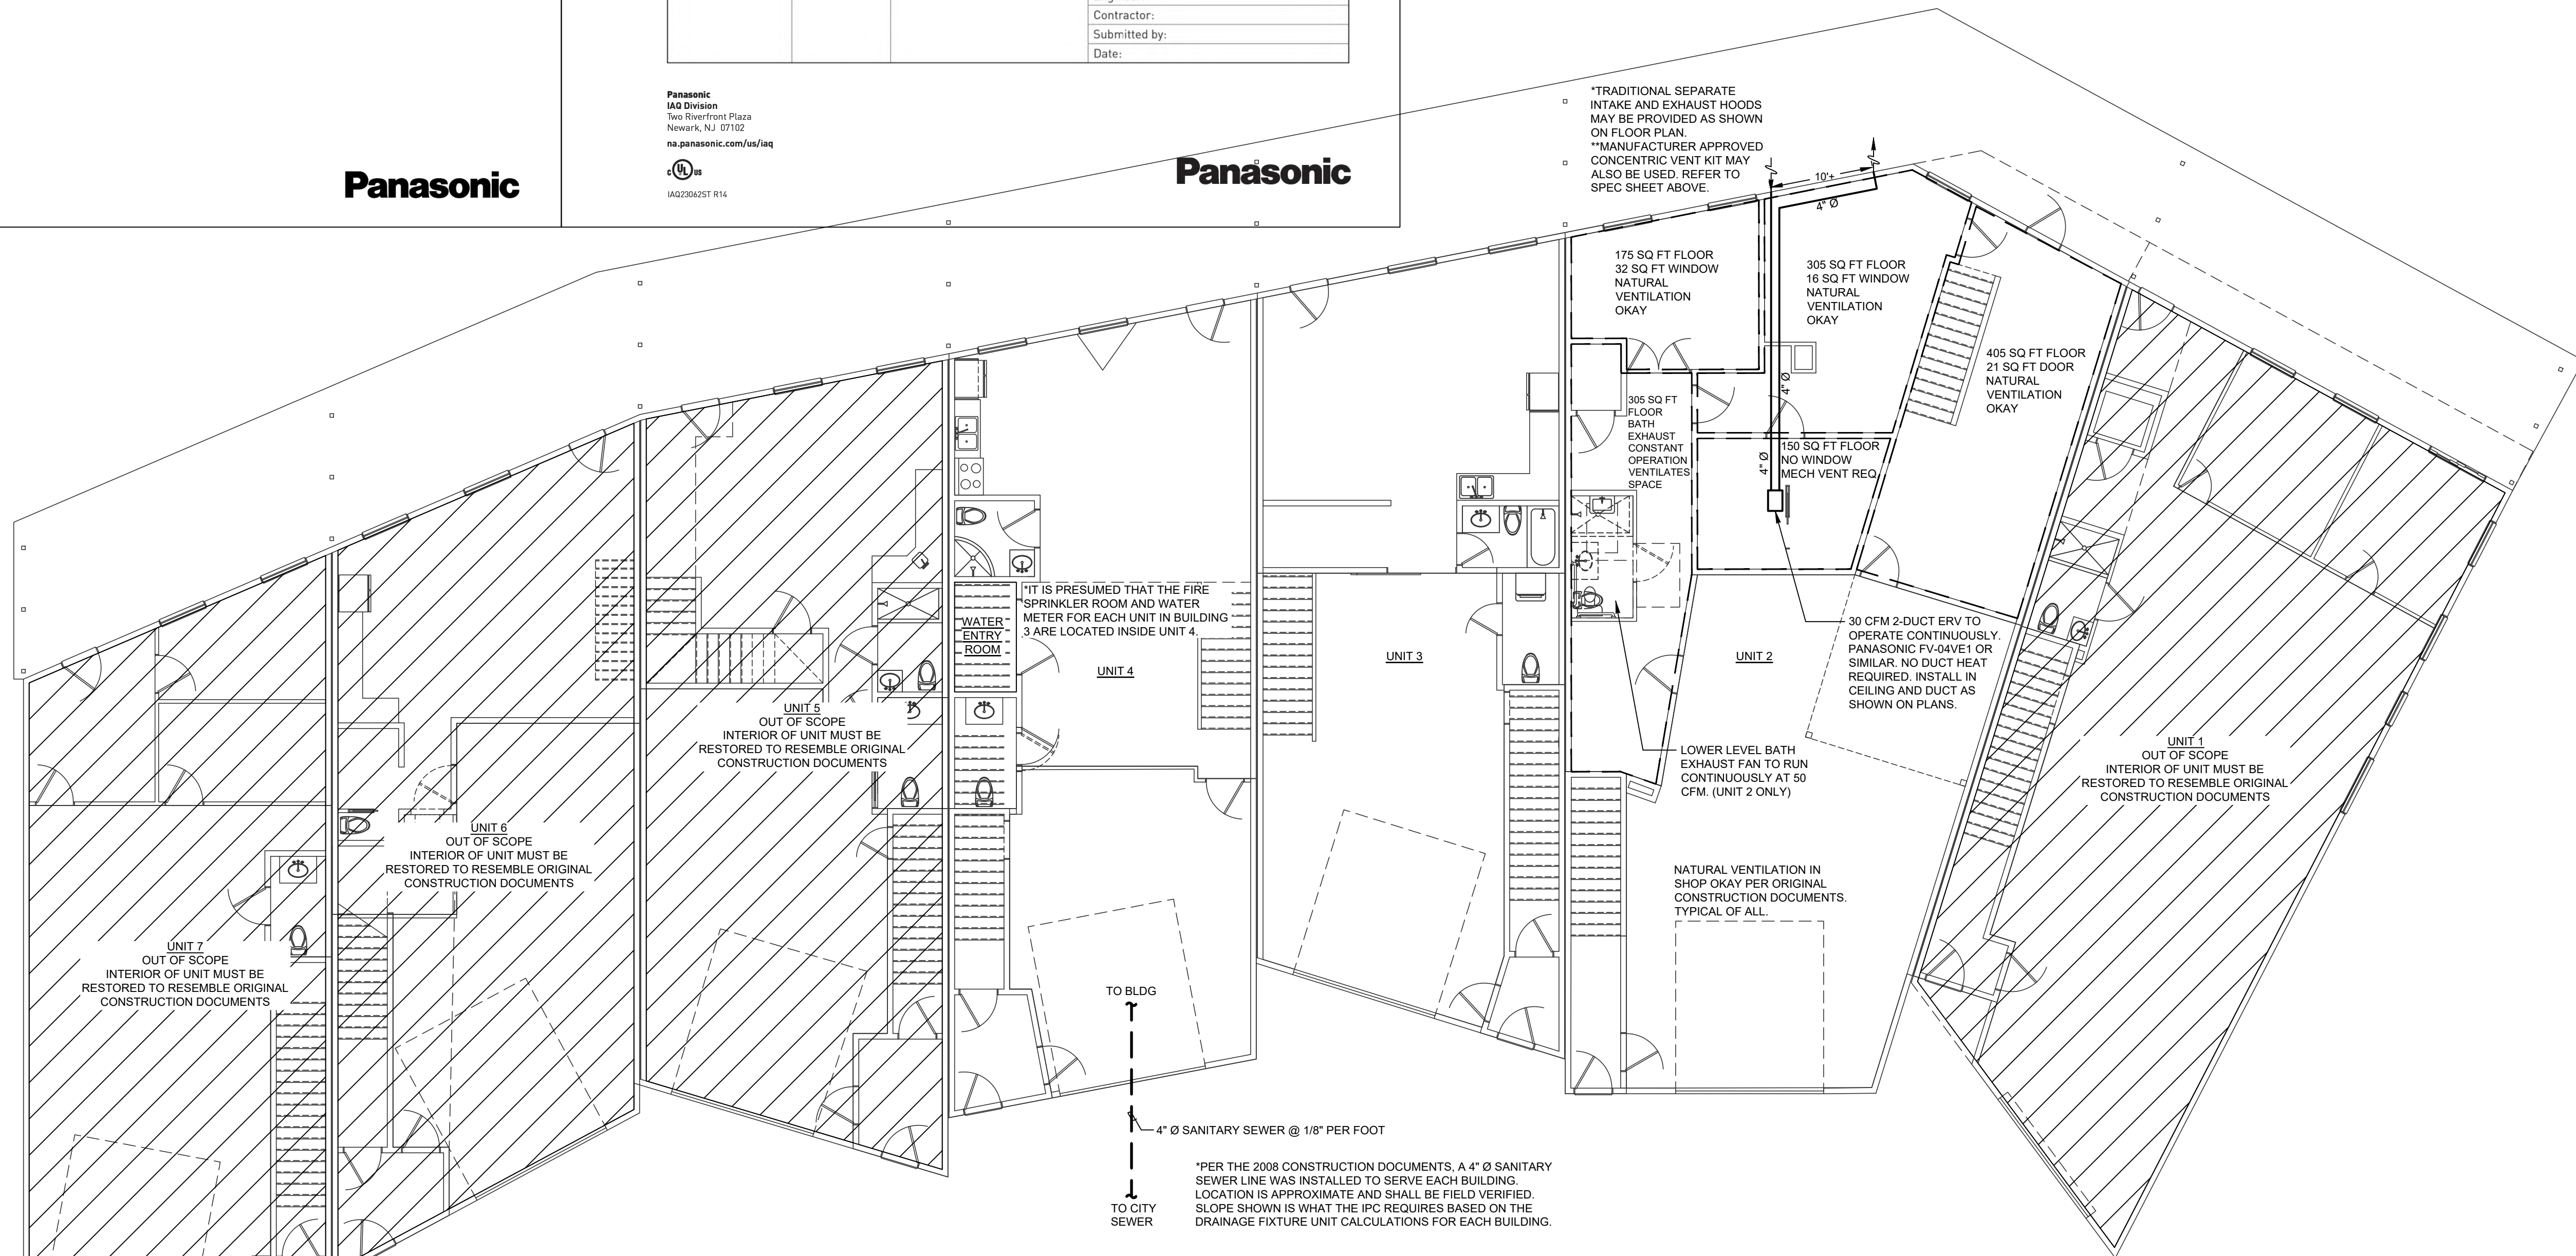 Contractor:
Submitted by:
Date:
Panasonic
IAQ Division
Two Riverfront Plaza
Newark, NJ 07102
na.panasonic.com/us/iaq
c UL US
IAQ23062ST R14
Panasonic
Panasonic
*TRADITIONAL SEPARATE
INTAKE AND EXHAUST HOODS
MAY BE PROVIDED AS SHOWN
ON FLOOR PLAN.
**MANUFACTURER APPROVED
CONCENTRIC VENT KIT MAY
ALSO BE USED. REFER TO
SPEC SHEET ABOVE.
10'+
4" Ø
175 SQ FT FLOOR
32 SQ FT WINDOW
NATURAL
VENTILATION
OKAY
305 SQ FT FLOOR
16 SQ FT WINDOW
NATURAL
VENTILATION
OKAY
405 SQ FT FLOOR
21 SQ FT DOOR
NATURAL
VENTILATION
OKAY
4" Ø
305 SQ FT
FLOOR
BATH
EXHAUST
CONSTANT
OPERATION
VENTILATES
SPACE
4" Ø
150 SQ FT FLOOR
NO WINDOW
MECH VENT REQ.
*IT IS PRESUMED THAT THE FIRE
SPRINKLER ROOM AND WATER
METER FOR EACH UNIT IN BUILDING
3 ARE LOCATED INSIDE UNIT 4.
WATER
ENTRY
ROOM
UNIT 4
UNIT 3
UNIT 2
30 CFM 2-DUCT ERV TO
OPERATE CONTINUOUSLY.
PANASONIC FV-04VE1 OR
SIMILAR. NO DUCT HEAT
REQUIRED. INSTALL IN
CEILING AND DUCT AS
SHOWN ON PLANS.
UNIT 5
OUT OF SCOPE
INTERIOR OF UNIT MUST BE
RESTORED TO RESEMBLE ORIGINAL
CONSTRUCTION DOCUMENTS
LOWER LEVEL BATH
EXHAUST FAN TO RUN
CONTINUOUSLY AT 50
CFM. (UNIT 2 ONLY)
UNIT 1
OUT OF SCOPE
INTERIOR OF UNIT MUST BE
RESTORED TO RESEMBLE ORIGINAL
CONSTRUCTION DOCUMENTS
UNIT 6
OUT OF SCOPE
INTERIOR OF UNIT MUST BE
RESTORED TO RESEMBLE ORIGINAL
CONSTRUCTION DOCUMENTS
NATURAL VENTILATION IN
SHOP OKAY PER ORIGINAL
CONSTRUCTION DOCUMENTS.
TYPICAL OF ALL.
UNIT 7
OUT OF SCOPE
INTERIOR OF UNIT MUST BE
RESTORED TO RESEMBLE ORIGINAL
CONSTRUCTION DOCUMENTS
TO BLDG
4" Ø SANITARY SEWER @ 1/8" PER FOOT
*PER THE 2008 CONSTRUCTION DOCUMENTS, A 4" Ø SANITARY
SEWER LINE WAS INSTALLED TO SERVE EACH BUILDING.
LOCATION IS APPROXIMATE AND SHALL BE FIELD VERIFIED.
SLOPE SHOWN IS WHAT THE IPC REQUIRES BASED ON THE
DRAINAGE FIXTURE UNIT CALCULATIONS FOR EACH BUILDING.
TO CITY
SEWER